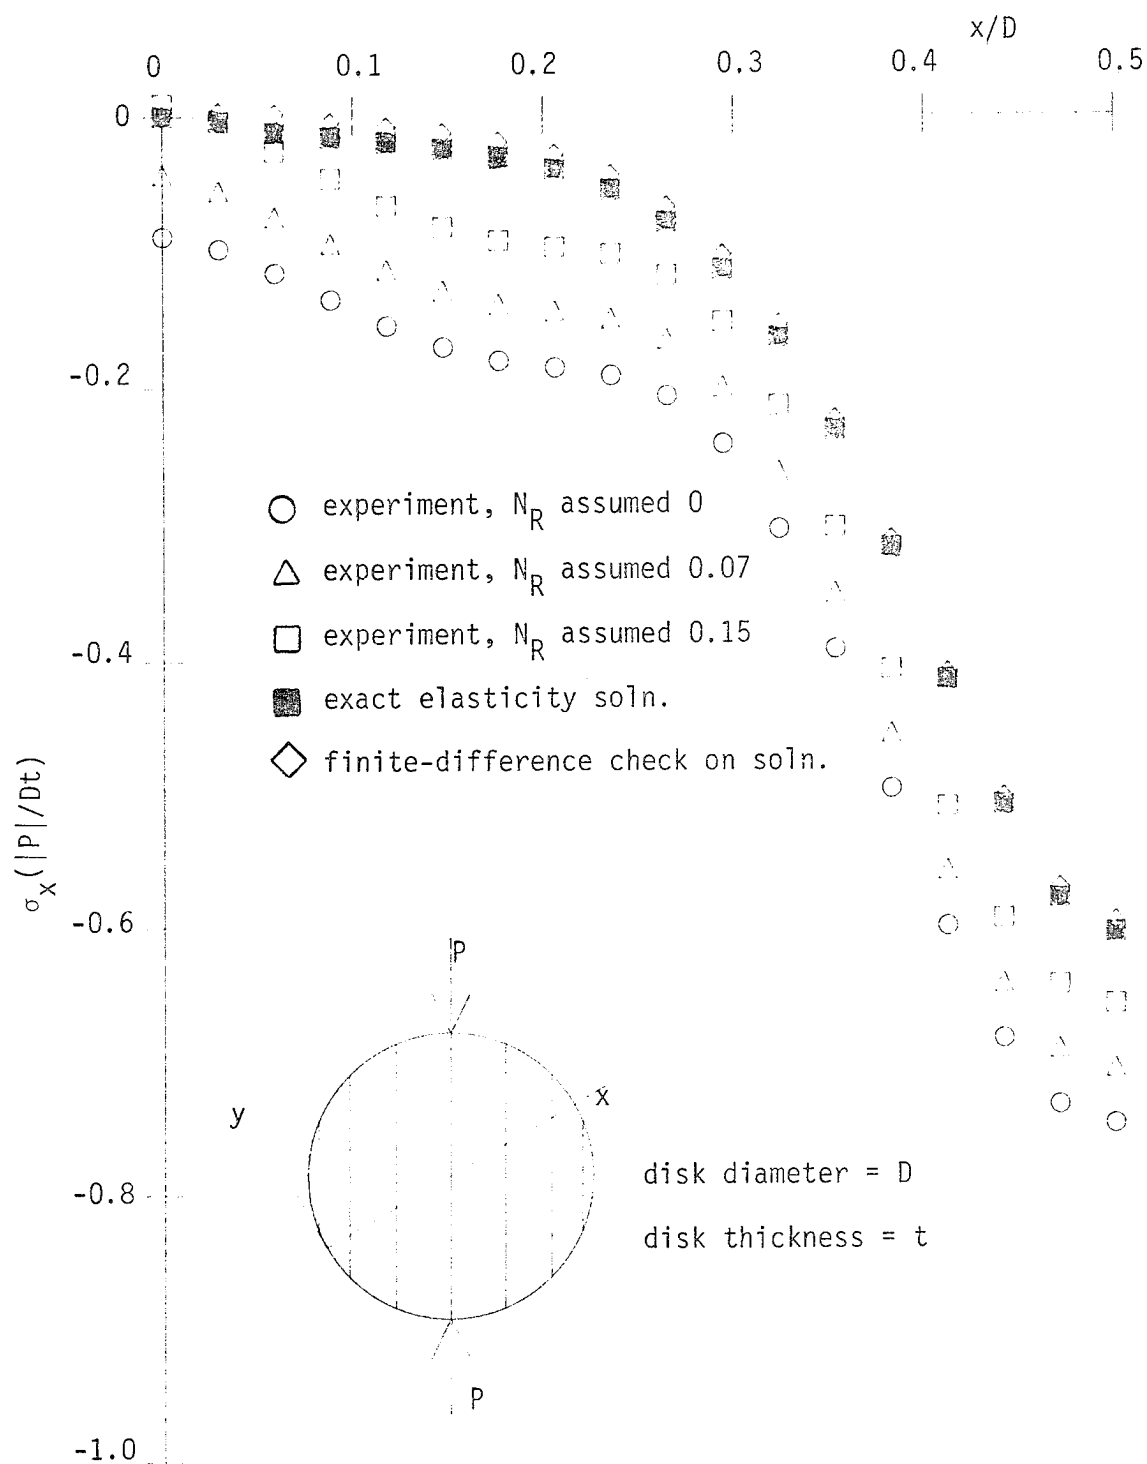 x/D
0 0.1 0.2 0.3 0.4 0.5
0
-0.2
-0.4
-0.6
-0.8
-1.0
σx(|P|/Dt)
experiment, NR assumed 0
experiment, NR assumed 0.07
experiment, NR assumed 0.15
exact elasticity soln.
finite-difference check on soln.
P
y
x
disk diameter = D
disk thickness = t
P